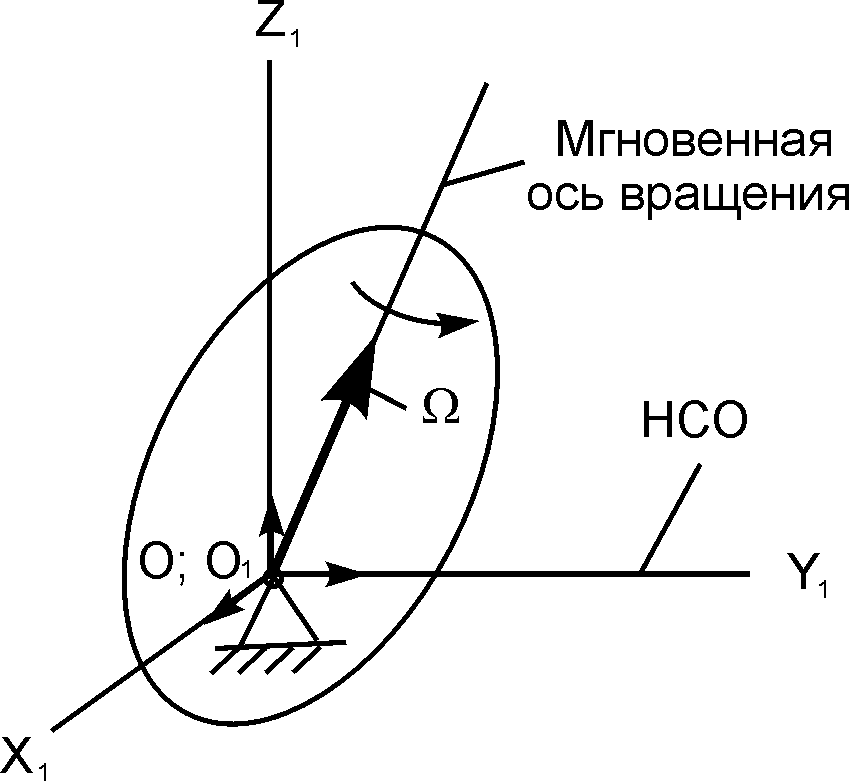 Z₁
Мгновенная
ось вращения
Ω
НСО
O; O₁
Y₁
X₁